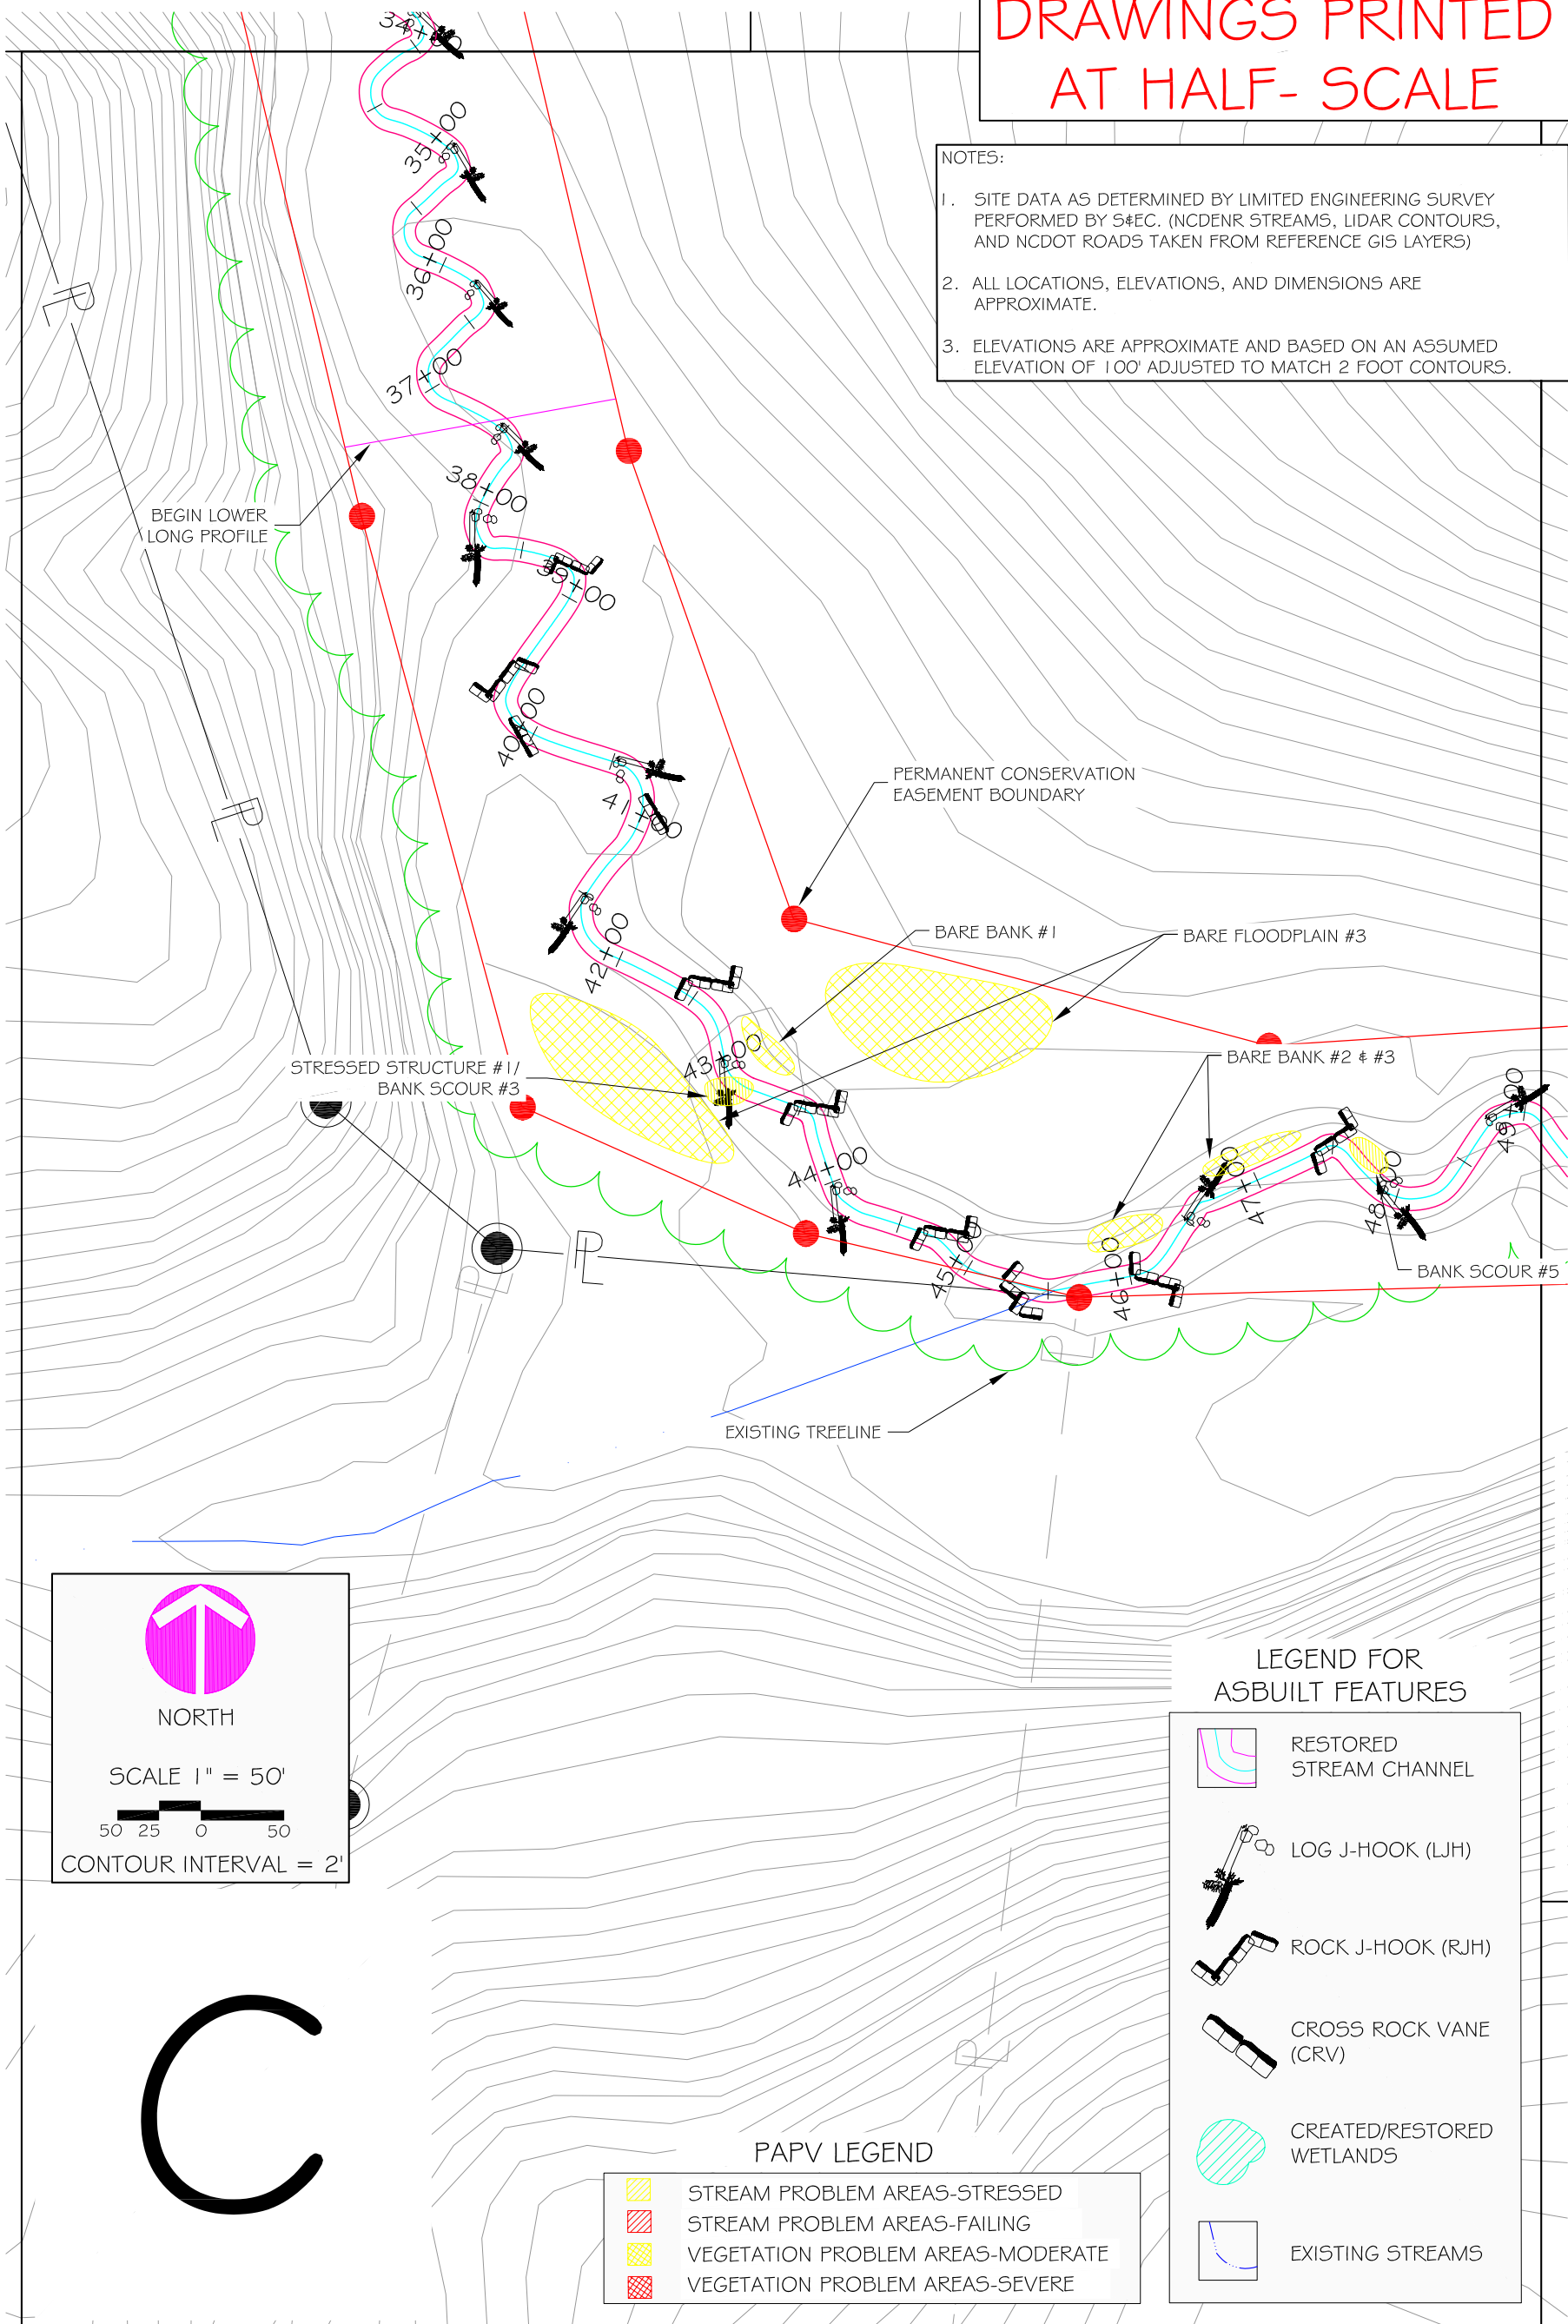 DRAWINGS PRINTED
AT HALF- SCALE
NOTES:
1. SITE DATA AS DETERMINED BY LIMITED ENGINEERING SURVEY
PERFORMED BY S&EC. (NCDENR STREAMS, LIDAR CONTOURS,
AND NCDOT ROADS TAKEN FROM REFERENCE GIS LAYERS)
2. ALL LOCATIONS, ELEVATIONS, AND DIMENSIONS ARE
APPROXIMATE.
3. ELEVATIONS ARE APPROXIMATE AND BASED ON AN ASSUMED
ELEVATION OF 100' ADJUSTED TO MATCH 2 FOOT CONTOURS.
34+00
35+00
36+00
37+00
38+00
39+00
40+00
41+00
42+00
43+00
44+00
45+00
46+00
47+00
48+00
49+00
PL
PL
PL
BEGIN LOWER
LONG PROFILE
PERMANENT CONSERVATION
EASEMENT BOUNDARY
BARE BANK #1
BARE FLOODPLAIN #3
STRESSED STRUCTURE #1/
BANK SCOUR #3
BARE BANK #2 & #3
BANK SCOUR #5
EXISTING TREELINE
NORTH
SCALE 1" = 50'
50 25 0 50
CONTOUR INTERVAL = 2'
C
LEGEND FOR
ASBUILT FEATURES
RESTORED
STREAM CHANNEL
LOG J-HOOK (LJH)
ROCK J-HOOK (RJH)
CROSS ROCK VANE
(CRV)
CREATED/RESTORED
WETLANDS
EXISTING STREAMS
PAPV LEGEND
STREAM PROBLEM AREAS-STRESSED
STREAM PROBLEM AREAS-FAILING
VEGETATION PROBLEM AREAS-MODERATE
VEGETATION PROBLEM AREAS-SEVERE